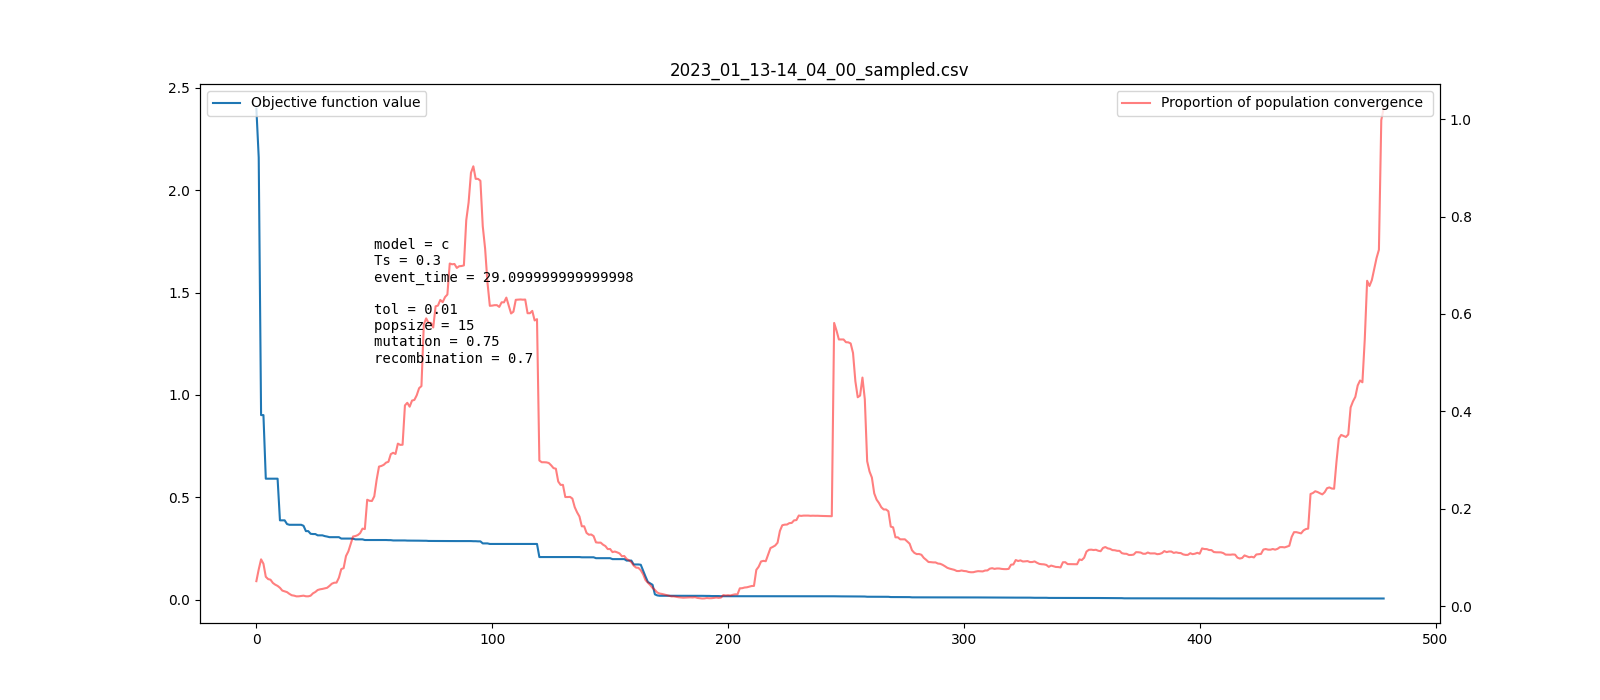 2023_01_13-14_04_00_sampled.csv
Objective function value
Proportion of population convergence
model = c
Ts = 0.3
event_time = 29.099999999999998
tol = 0.01
popsize = 15
mutation = 0.75
recombination = 0.7
2.5
2.0
1.5
1.0
0.5
0.0
1.0
0.8
0.6
0.4
0.2
0.0
0 100 200 300 400 500